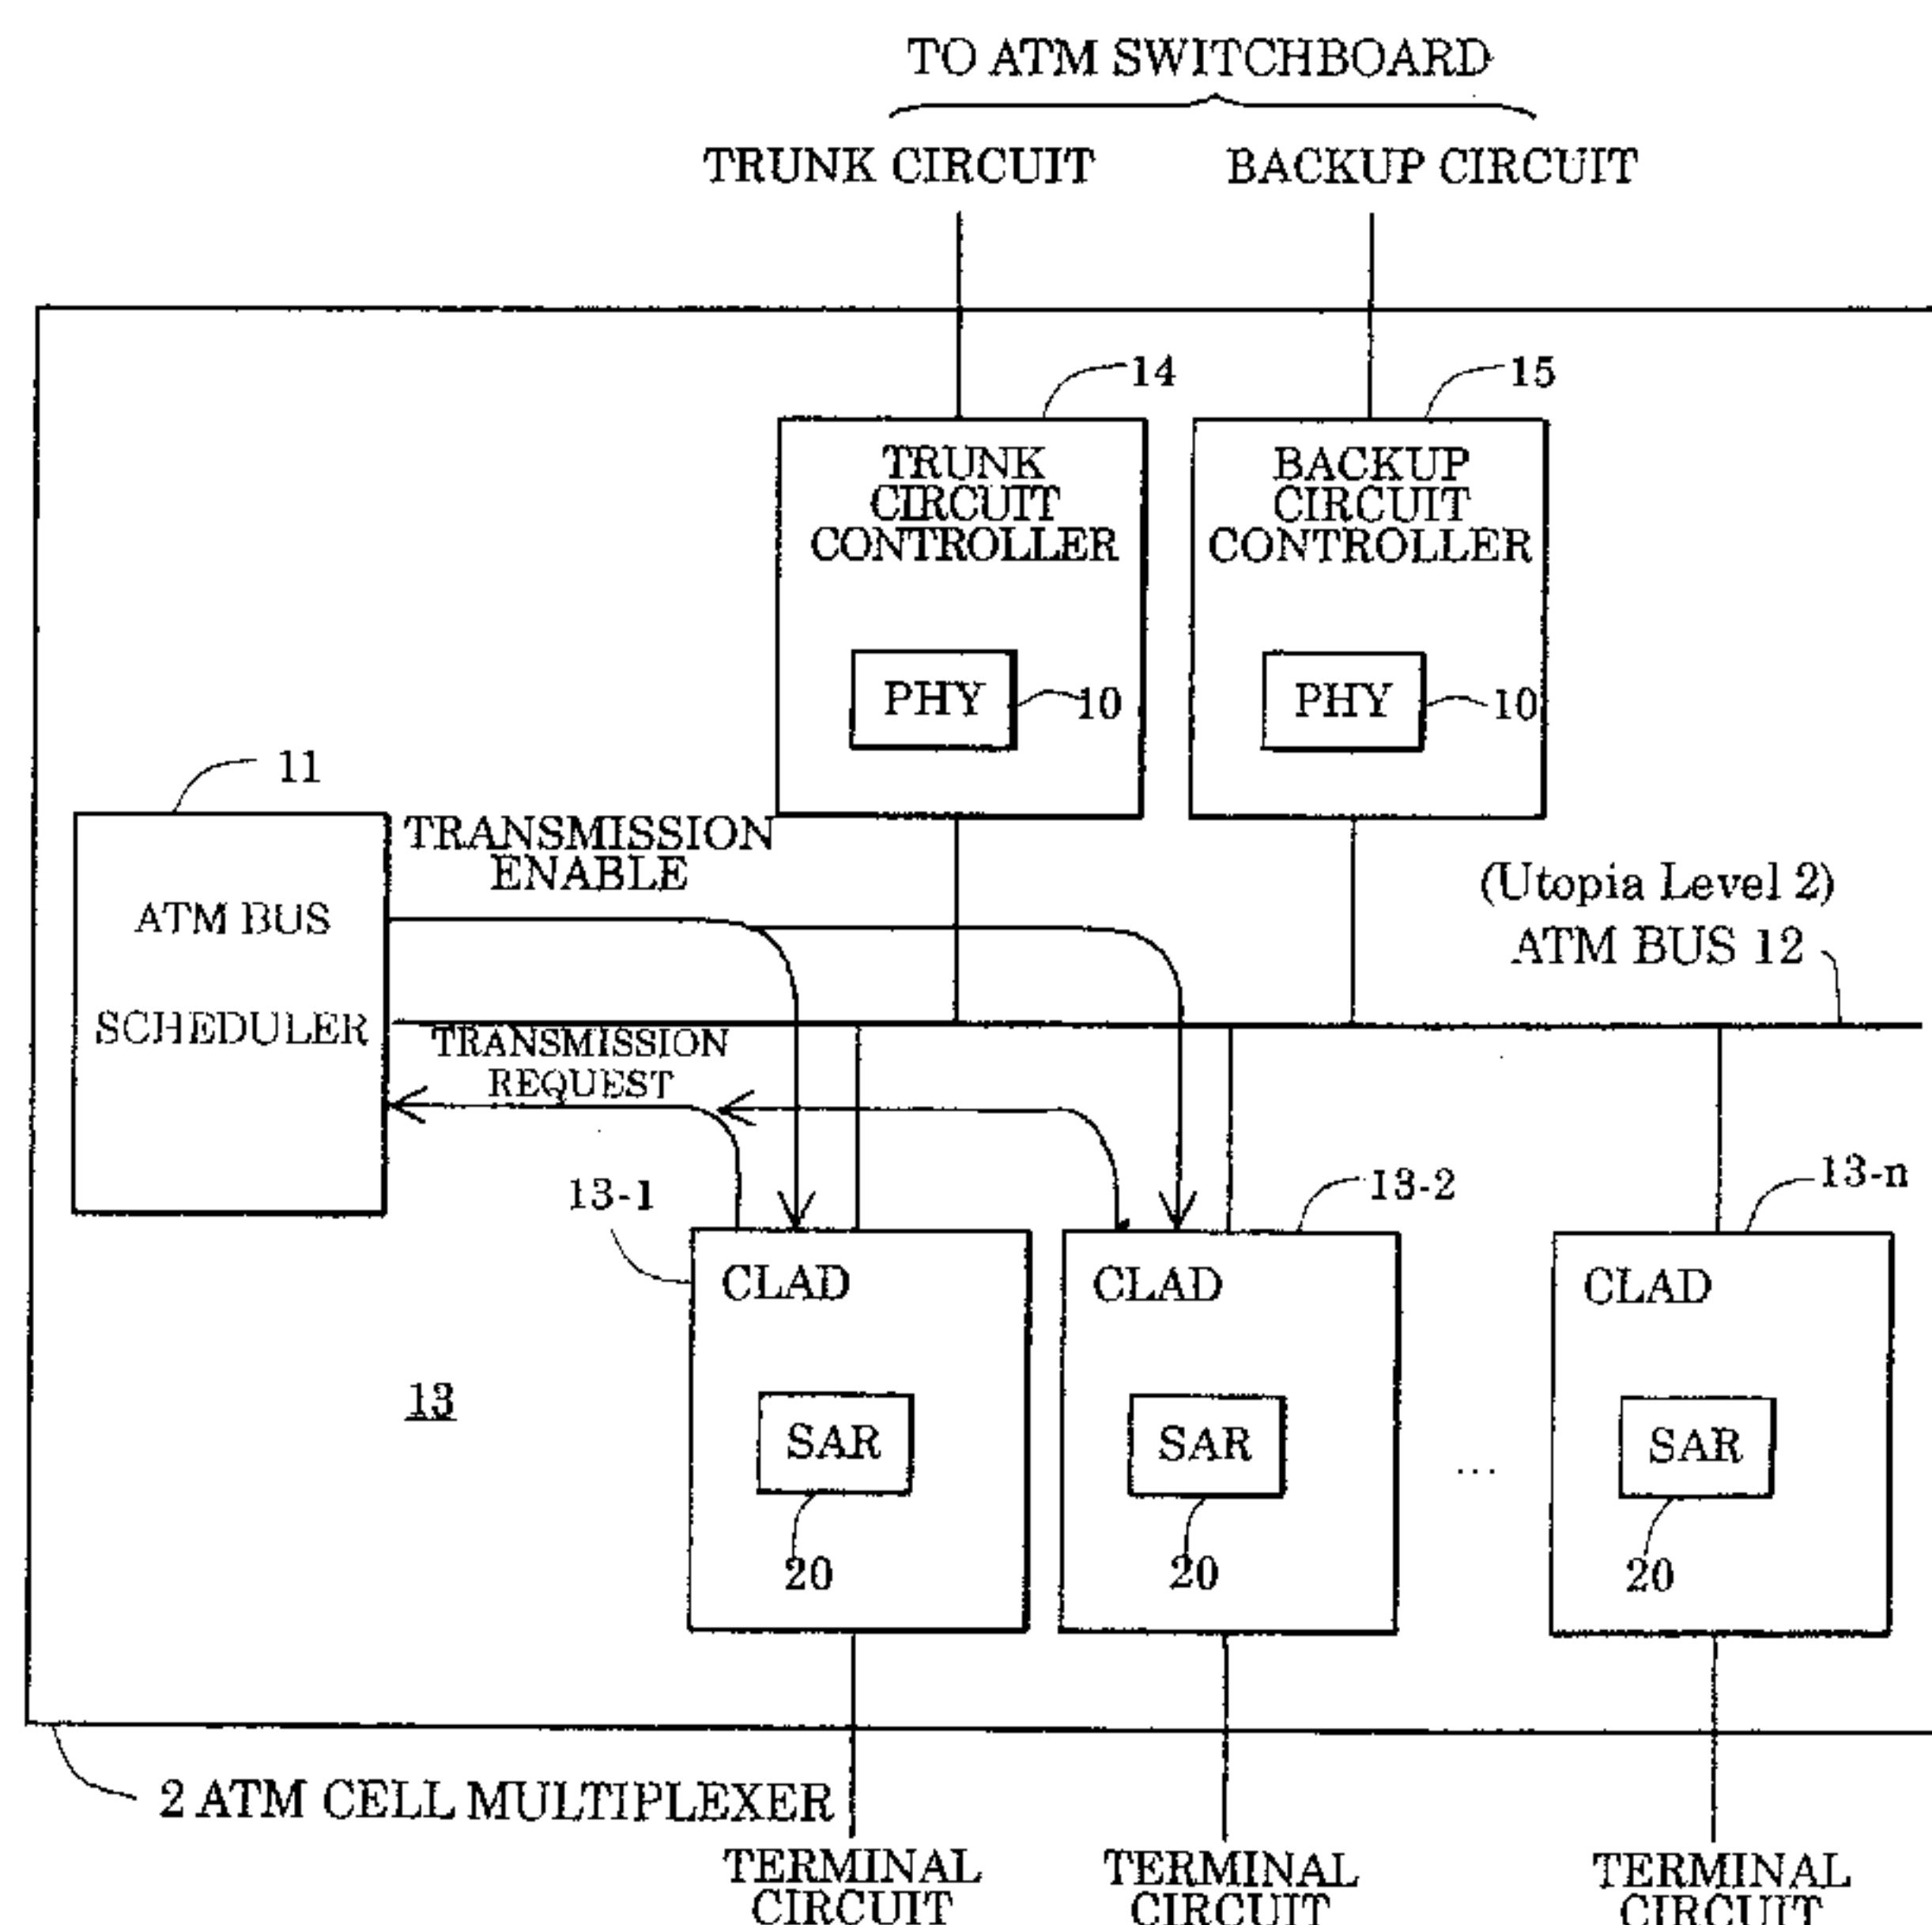 TO ATM SWITCHBOARD
TRUNK CIRCUIT
BACKUP CIRCUIT
14
15
TRUNK
CIRCUIT
CONTROLLER
BACKUP
CIRCUIT
CONTROLLER
PHY
10
PHY
10
11
TRANSMISSION
ENABLE
ATM BUS
SCHEDULER
(Utopia Level 2)
ATM BUS 12
TRANSMISSION
REQUEST
13-1
13-2
13-n
CLAD
CLAD
CLAD
13
SAR
SAR
...
SAR
20
20
20
2 ATM CELL MULTIPLEXER
TERMINAL
CIRCUIT
TERMINAL
CIRCUIT
TERMINAL
CIRCUIT